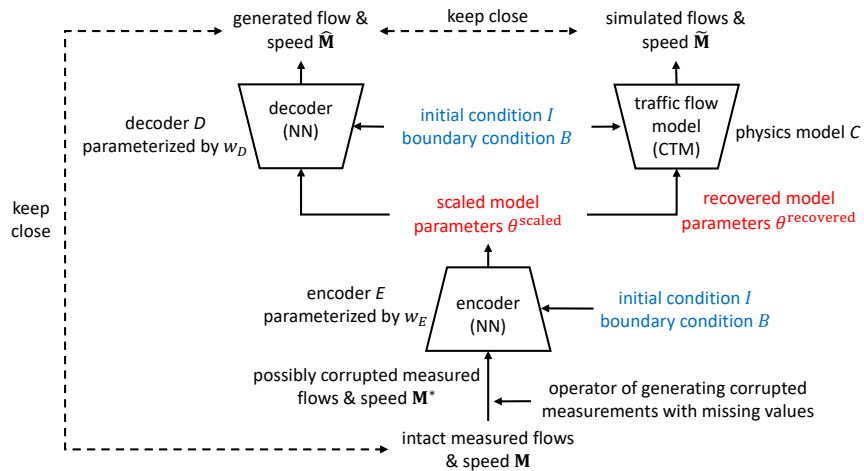 generated flow &
speed M̂
keep close
simulated flows &
speed M̃
decoder
(NN)
decoder D
parameterized by w_D
initial condition I
boundary condition B
traffic flow
model
(CTM)
physics model C
keep
close
scaled model
parameters θ^scaled
recovered model
parameters θ^recovered
encoder E
parameterized by w_E
encoder
(NN)
initial condition I
boundary condition B
possibly corrupted measured
flows & speed M*
operator of generating corrupted
measurements with missing values
intact measured flows
& speed M